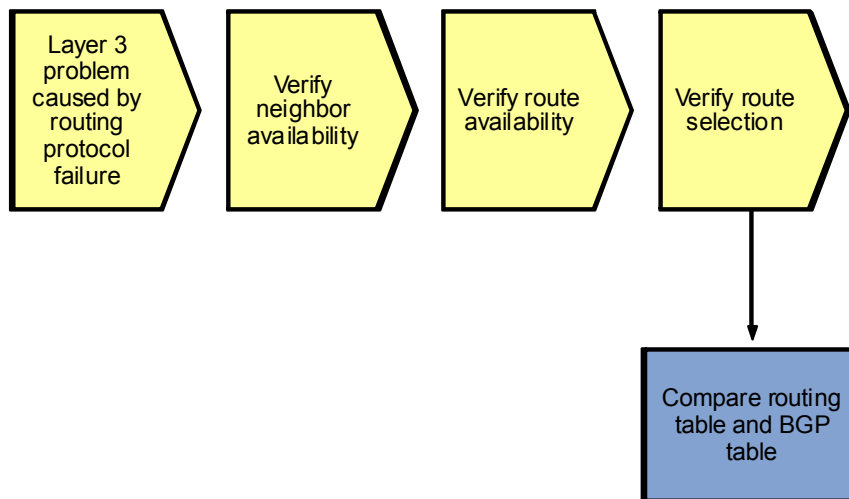 Layer 3
problem
caused by
routing
protocol
failure
Verify
neighbor
availability
Verify route
availability
Verify route
selection
Compare routing
table and BGP
table